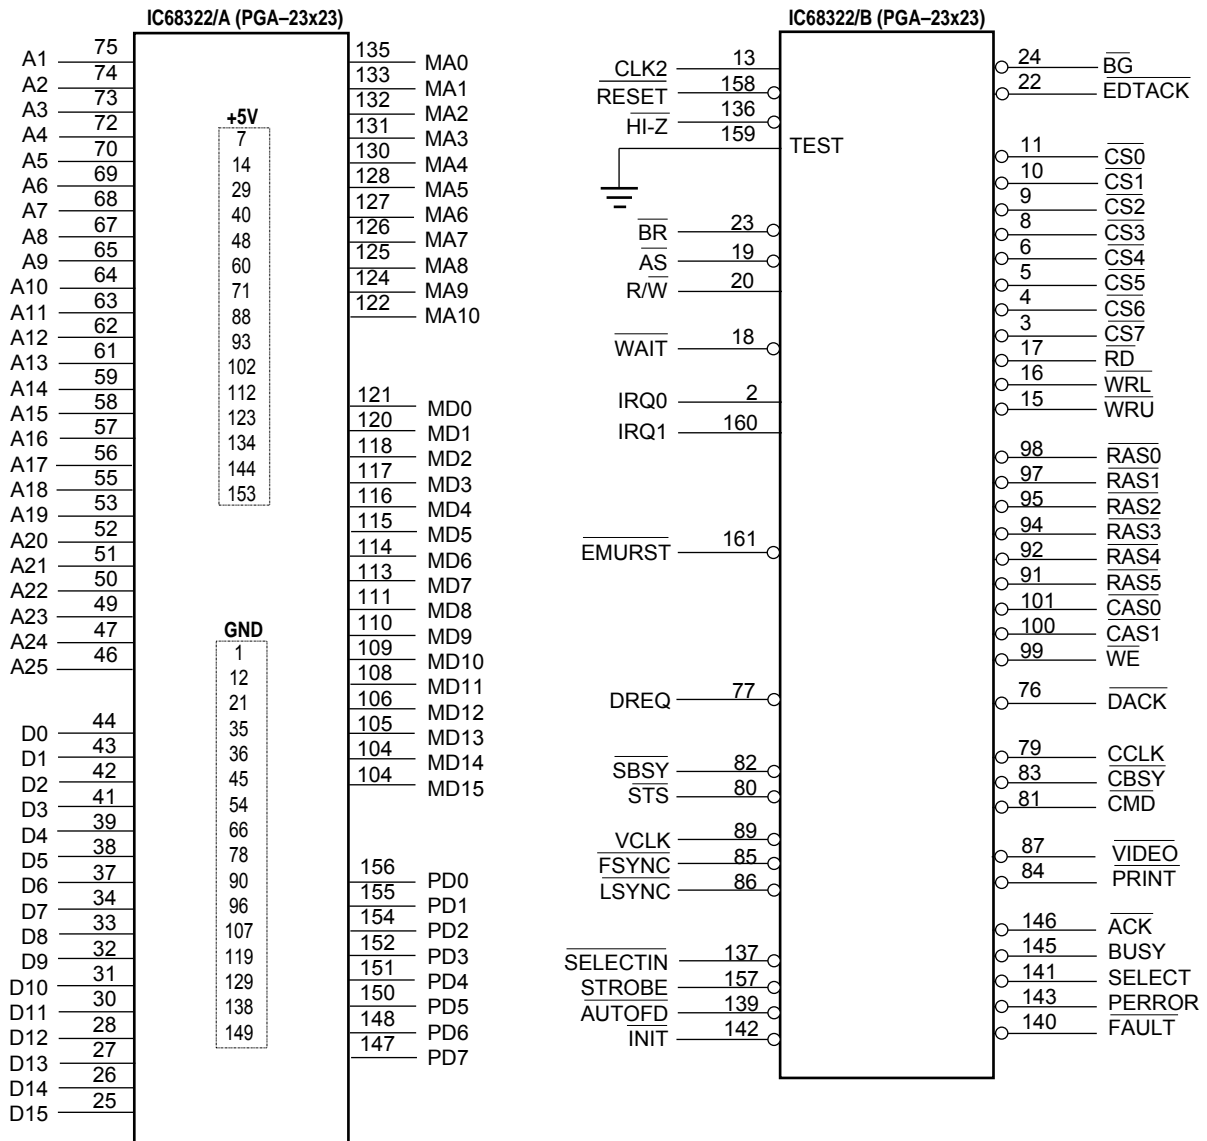 IC68322/A (PGA–23x23)
A1 75
A2 74
A3 73
A4 72
A5 70
A6 69
A7 68
A8 67
A9 65
A10 64
A11 63
A12 62
A13 61
A14 59
A15 58
A16 57
A17 56
A18 55
A19 53
A20 52
A21 51
A22 50
A23 49
A24 47
A25 46
D0 44
D1 43
D2 42
D3 41
D4 39
D5 38
D6 37
D7 34
D8 33
D9 32
D10 31
D11 30
D12 28
D13 27
D14 26
D15 25
+5V
7
14
29
40
48
60
71
88
93
102
112
123
134
144
153
GND
1
12
21
35
36
45
54
66
78
90
96
107
119
129
138
149
135 MA0
133 MA1
132 MA2
131 MA3
130 MA4
128 MA5
127 MA6
126 MA7
125 MA8
124 MA9
122 MA10
121 MD0
120 MD1
118 MD2
117 MD3
116 MD4
115 MD5
114 MD6
113 MD7
111 MD8
110 MD9
109 MD10
108 MD11
106 MD12
105 MD13
104 MD14
104 MD15
156 PD0
155 PD1
154 PD2
152 PD3
151 PD4
150 PD5
148 PD6
147 PD7
IC68322/B (PGA–23x23)
CLK2 13
RESET 158
HI-Z 136
159 TEST
BR 23
AS 19
R/W 20
WAIT 18
IRQ0 2
IRQ1 160
EMURST 161
DREQ 77
SBSY 82
STS 80
VCLK 89
FSYNC 85
LSYNC 86
SELECTIN 137
STROBE 157
AUTOFD 139
INIT 142
24 BG
22 EDTACK
11 CS0
10 CS1
9 CS2
8 CS3
6 CS4
5 CS5
4 CS6
3 CS7
17 RD
16 WRL
15 WRU
98 RAS0
97 RAS1
95 RAS2
94 RAS3
92 RAS4
91 RAS5
101 CAS0
100 CAS1
99 WE
76 DACK
79 CCLK
83 CBSY
81 CMD
87 VIDEO
84 PRINT
146 ACK
145 BUSY
141 SELECT
143 PERROR
140 FAULT